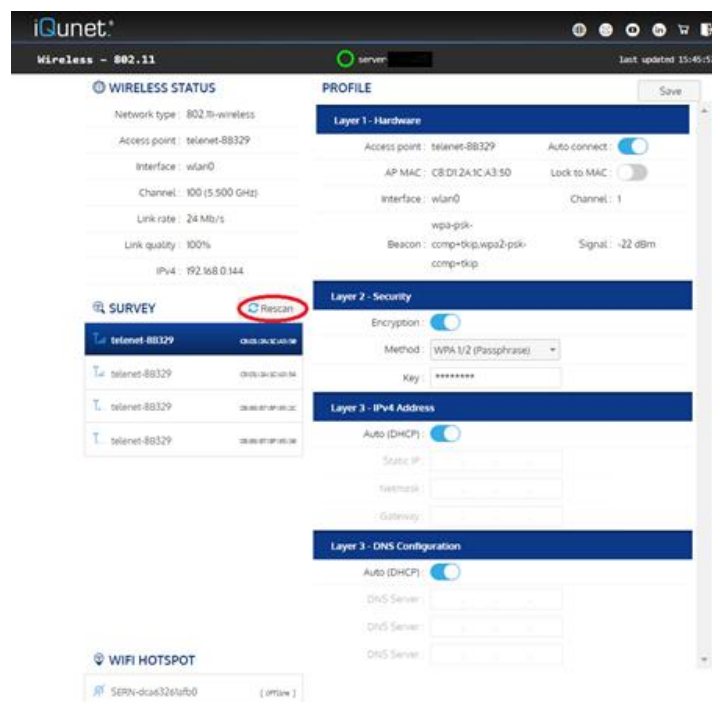 iQunet:
Wireless - 802.11
server
last updated 15:45:5
WIRELESS STATUS
Network type : 802.11-wireless
Access point : telenet-8B329
Interface : wlan0
Channel : 100 (5.500 GHz)
Link rate : 24 Mb/s
Link quality : 100%
IPv4 : 192.168.0.144
SURVEY
Rescan
telenet-8B329
telenet-8B329
telenet-8B329
telenet-8B329
WIFI HOTSPOT
SERN-dca63261afb0 [ offline ]
PROFILE
Save
Layer 1 - Hardware
Access point : telenet-8B329 Auto connect :
AP MAC : C8:D1:2A:1C:A3:50 Lock to MAC :
Interface : wlan0 Channel : 1
wpa-psk-
Beacon : ccmp+tkip,wpa2-psk- Signal : -22 dBm
ccmp+tkip
Layer 2 - Security
Encryption :
Method : WPA 1/2 (Passphrase)
Key : ********
Layer 3 - IPv4 Address
Auto (DHCP) :
Static IP :
Netmask :
Gateway :
Layer 3 - DNS Configuration
Auto (DHCP) :
DNS Server :
DNS Server :
DNS Server :